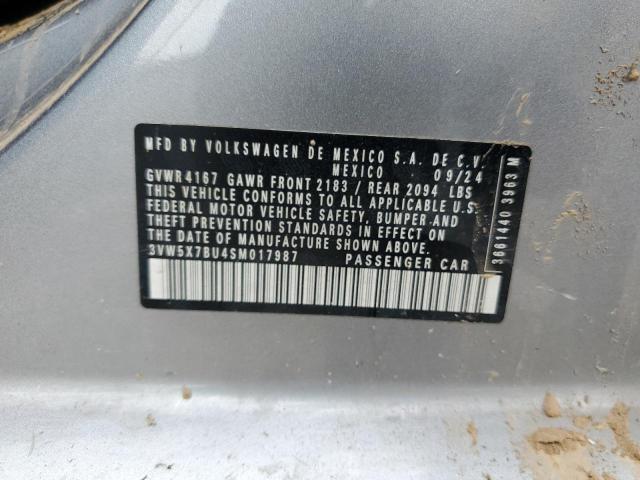 MFD BY VOLKSWAGEN DE MEXICO S.A. DE C.V.
MEXICO 09/24
GVWR 4167 GAWR FRONT 2183 / REAR 2094 LBS
THIS VEHICLE CONFORMS TO ALL APPLICABLE U.S.
FEDERAL MOTOR VEHICLE SAFETY, BUMPER AND
THEFT PREVENTION STANDARDS IN EFFECT ON
THE DATE OF MANUFACTURE SHOWN ABOVE.
3VW5X7BU4SM017987 PASSENGER CAR
3661440 3963 M